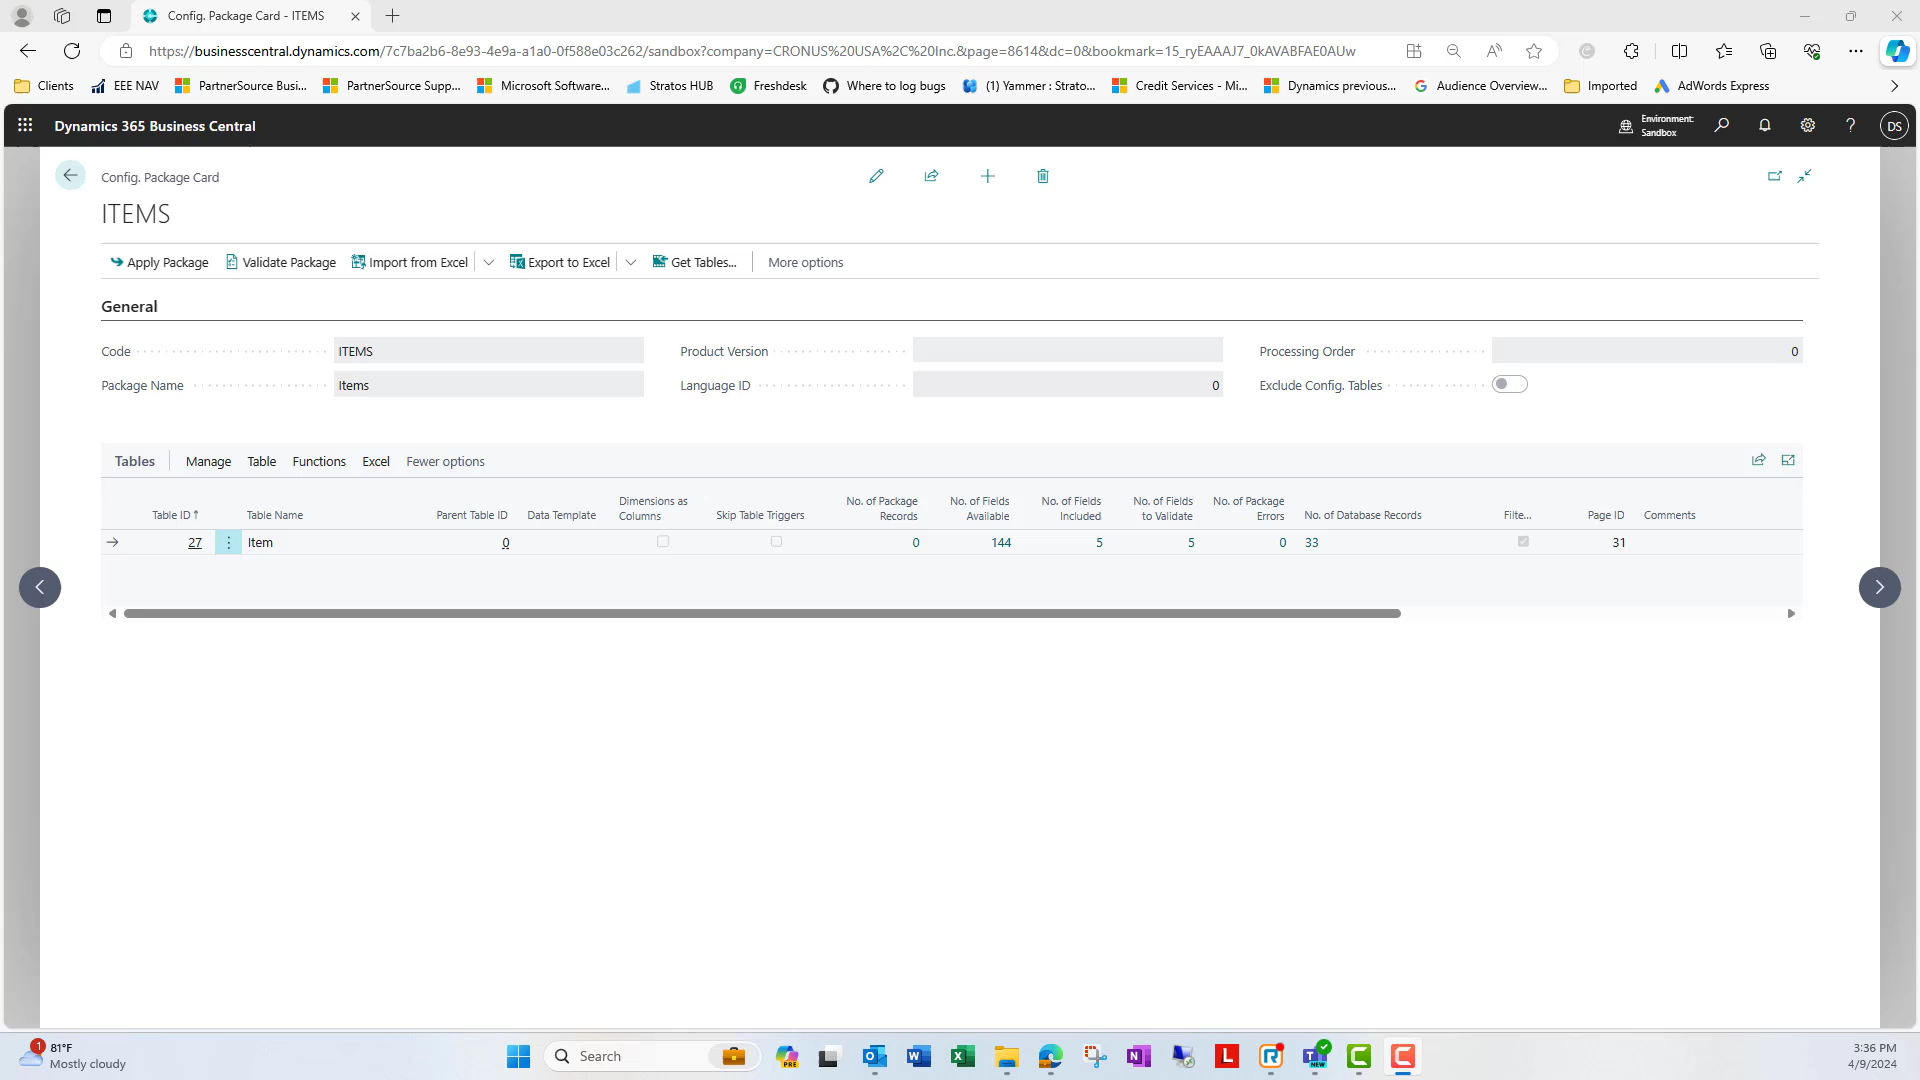 Config. Package Card - ITEMS
https://businesscentral.dynamics.com/7c7ba2b6-8e93-4e9a-a1a0-0f588e03c262/sandbox?company=CRONUS%20USA%2C%20Inc.&page=8614&dc=0&bookmark=15_ryEAAAJ7_0kAVABFAE0AUw
Clients EEE NAV PartnerSource Busi... PartnerSource Supp... Microsoft Software... Stratos HUB Freshdesk Where to log bugs (1) Yammer : Strato... Credit Services - Mi... Dynamics previous... Audience Overview... Imported AdWords Express
Dynamics 365 Business Central
Environment:
Sandbox
DS
Config. Package Card
ITEMS
Apply Package Validate Package Import from Excel Export to Excel Get Tables... More options
General
Code ITEMS Product Version Processing Order 0
Package Name Items Language ID 0 Exclude Config. Tables
Tables Manage Table Functions Excel Fewer options
Table ID↑ Table Name Parent Table ID Data Template Dimensions as Columns Skip Table Triggers No. of Package Records No. of Fields Available No. of Fields Included No. of Fields to Validate No. of Package Errors No. of Database Records Filte... Page ID Comments
27 Item 0 0 144 5 5 0 33 31
1
81°F
Mostly cloudy
Search
PRE
NEW
3:36 PM
4/9/2024